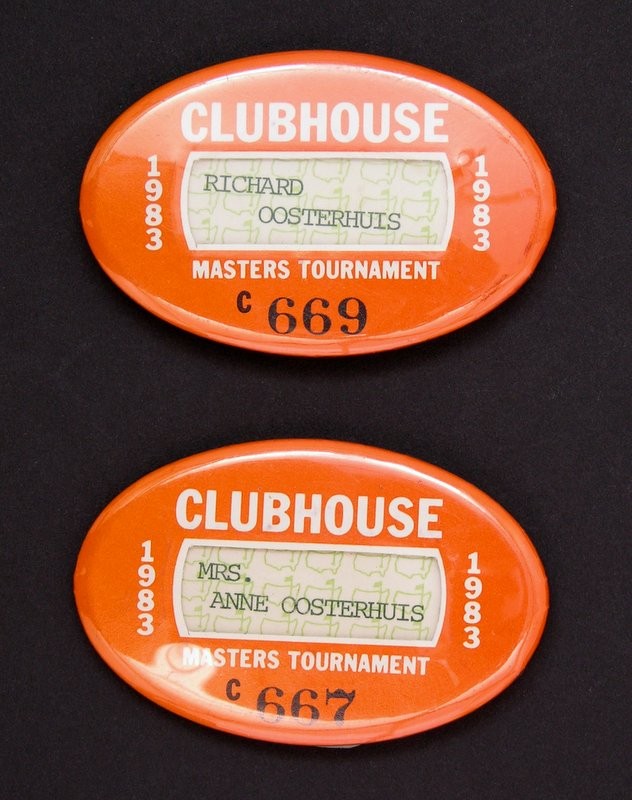 CLUBHOUSE
1983
RICHARD
OOSTERHUIS
1983
MASTERS TOURNAMENT
C 669
CLUBHOUSE
1983
MRS.
ANNE OOSTERHUIS
1983
MASTERS TOURNAMENT
C 667